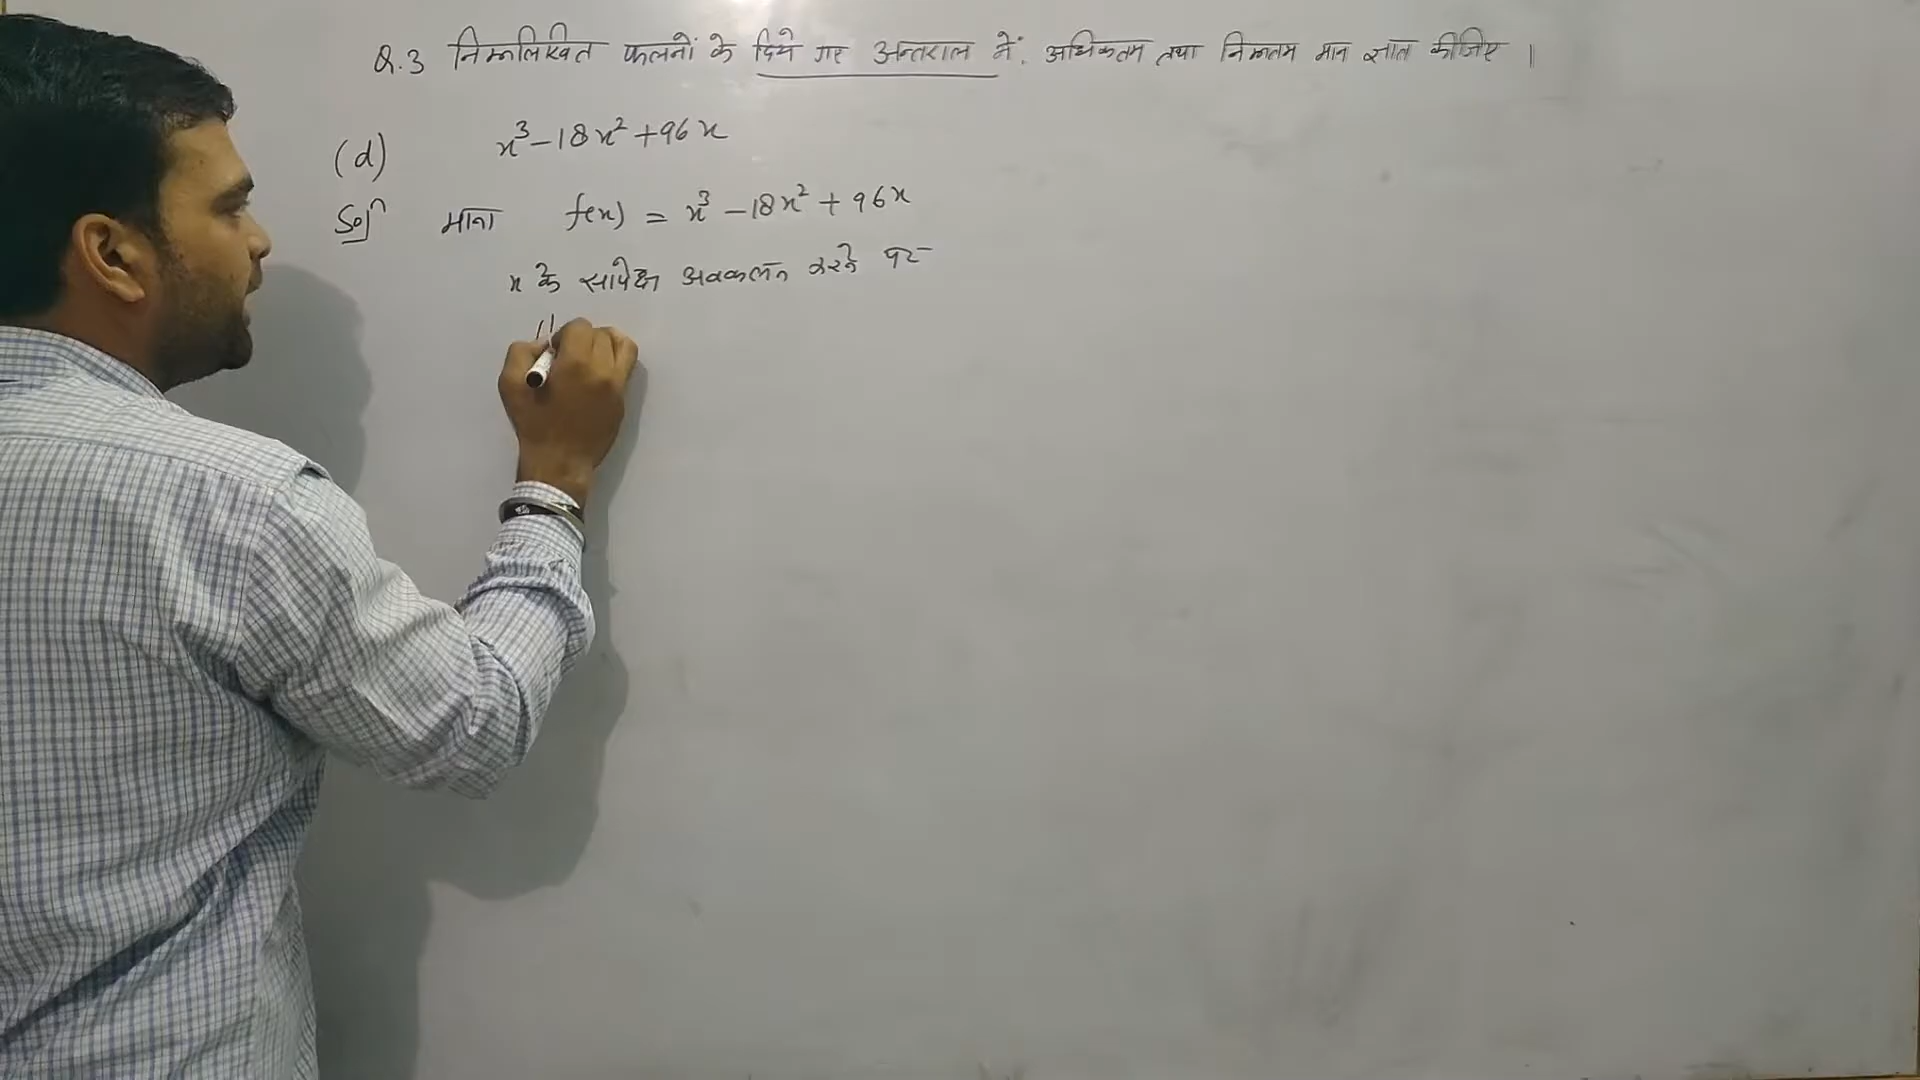 Q.3 निम्नलिखित फलनों के दिये गए अन्तराल में. अधिकतम तथा निम्नतम मान ज्ञात कीजिए ।
(d) x³-18x²+96x
Solⁿ माना f(x) = x³-18x²+96x
x के सापेक्ष अवकलन करने पर